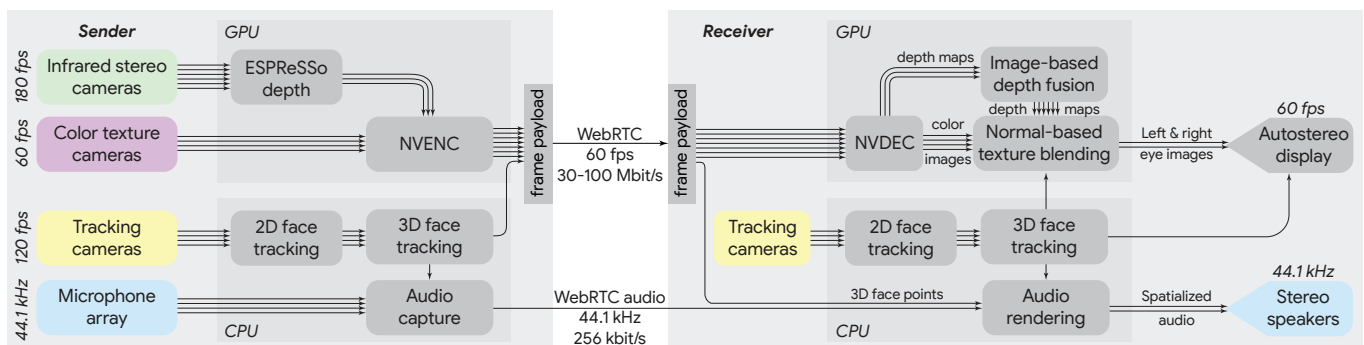 Sender
GPU
180 fps
Infrared stereo
cameras
ESPReSSo
depth
60 fps
Color texture
cameras
NVENC
frame payload
120 fps
Tracking
cameras
2D face
tracking
3D face
tracking
44.1 kHz
Microphone
array
Audio
capture
CPU
WebRTC
60 fps
30-100 Mbit/s
WebRTC audio
44.1 kHz
256 kbit/s
Receiver
GPU
frame payload
depth maps
Image-based
depth fusion
depth maps
NVDEC
color
images
Normal-based
texture blending
Left & right
eye images
60 fps
Autostereo
display
Tracking
cameras
2D face
tracking
3D face
tracking
3D face points
Audio
rendering
CPU
Spatialized
audio
44.1 kHz
Stereo
speakers